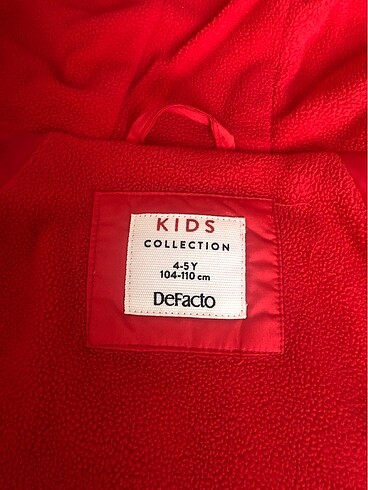 KIDS
COLLECTION
4-5Y
104-110 cm
DeFacto